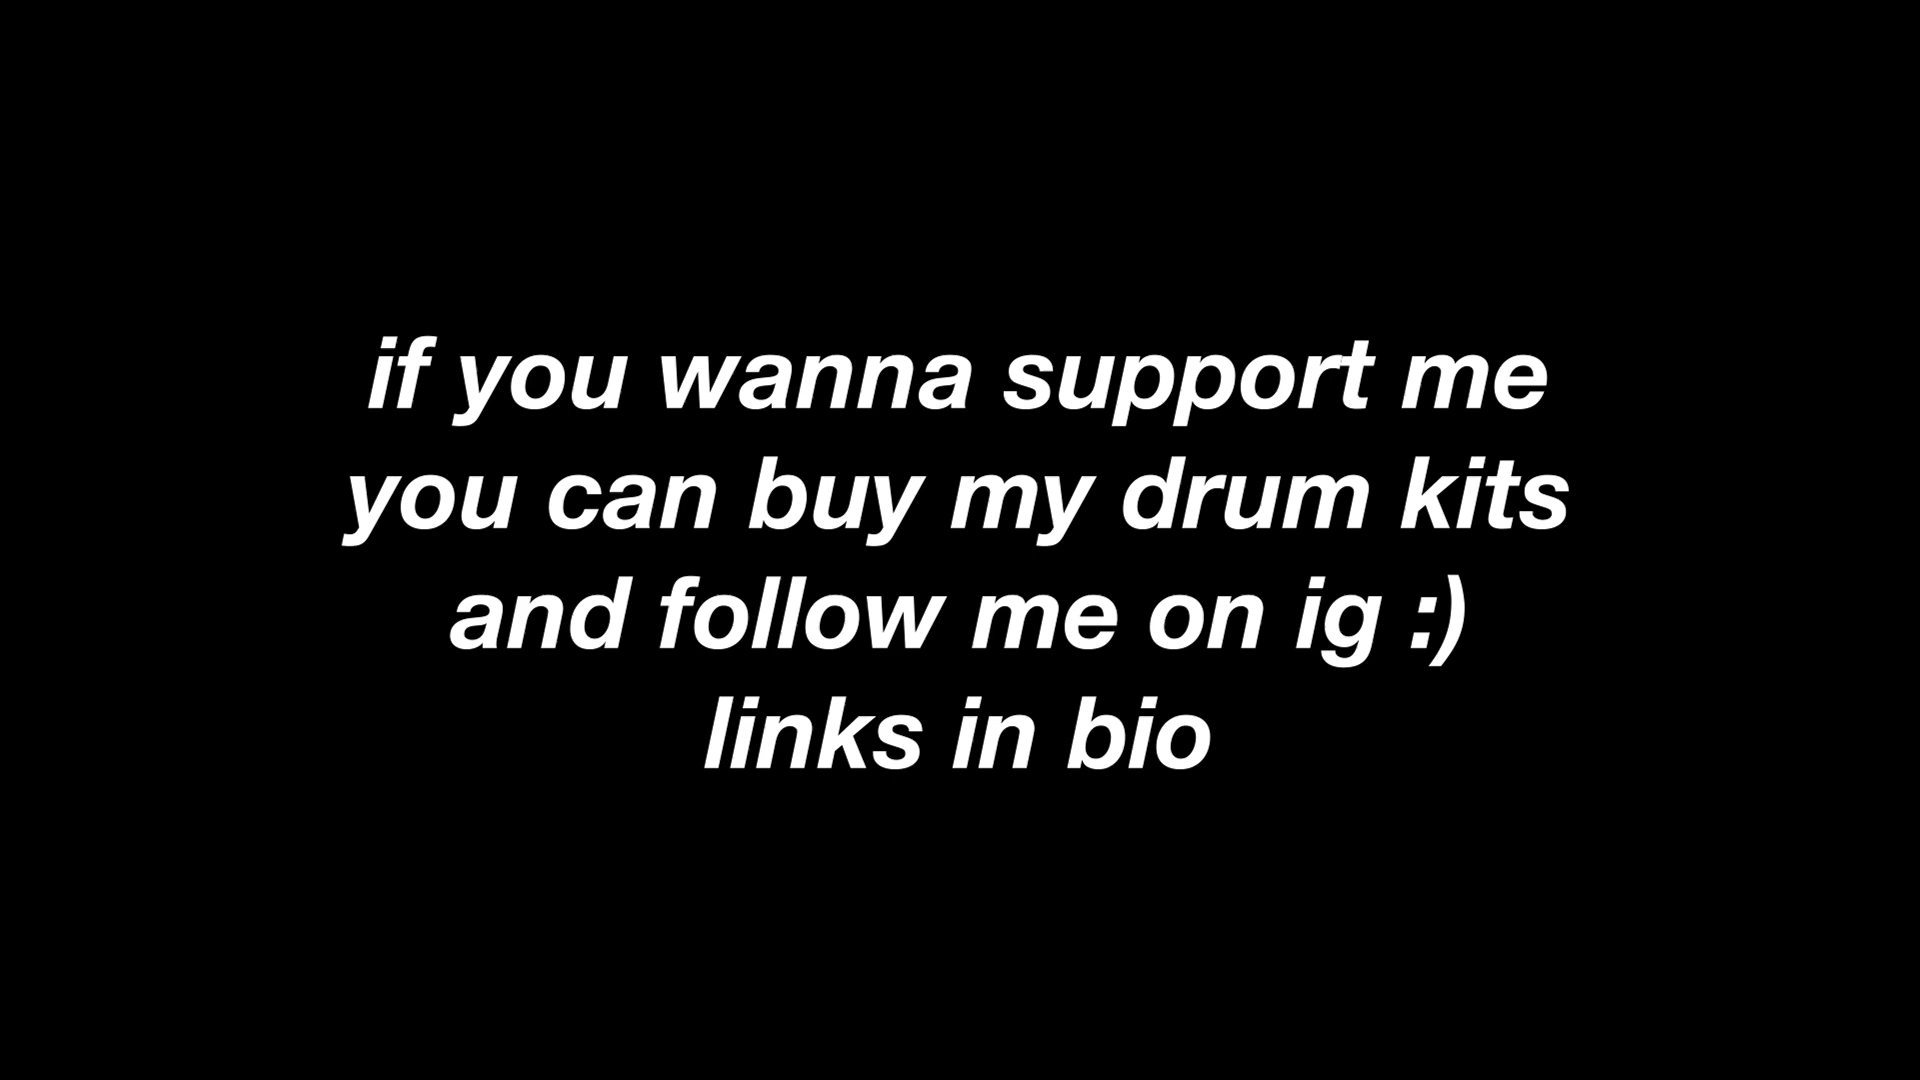 if you wanna support me
you can buy my drum kits
and follow me on ig :)
links in bio